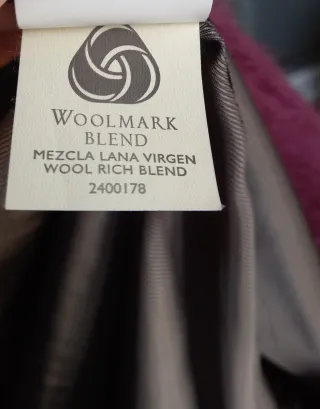 WOOLMARK
BLEND
MEZCLA LANA VIRGEN
WOOL RICH BLEND
2400178